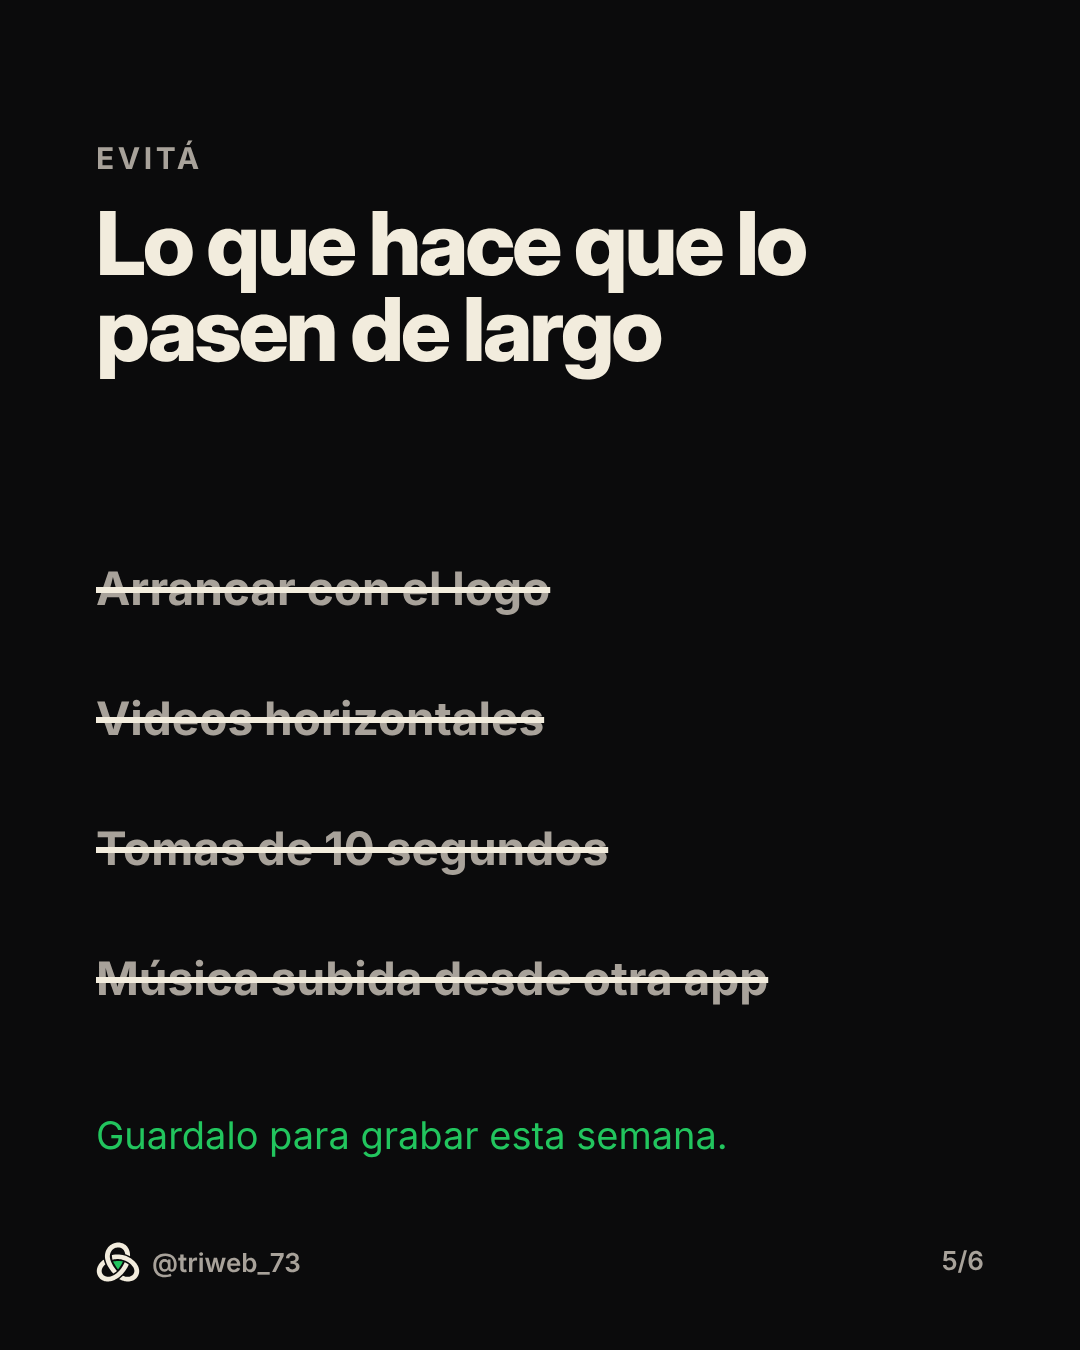 EVITÁ
Lo que hace que lo
pasen de largo
Arrancar con el logo
Videos horizontales
Tomas de 10 segundos
Música subida desde otra app
Guardalo para grabar esta semana.
@triweb_73
5/6